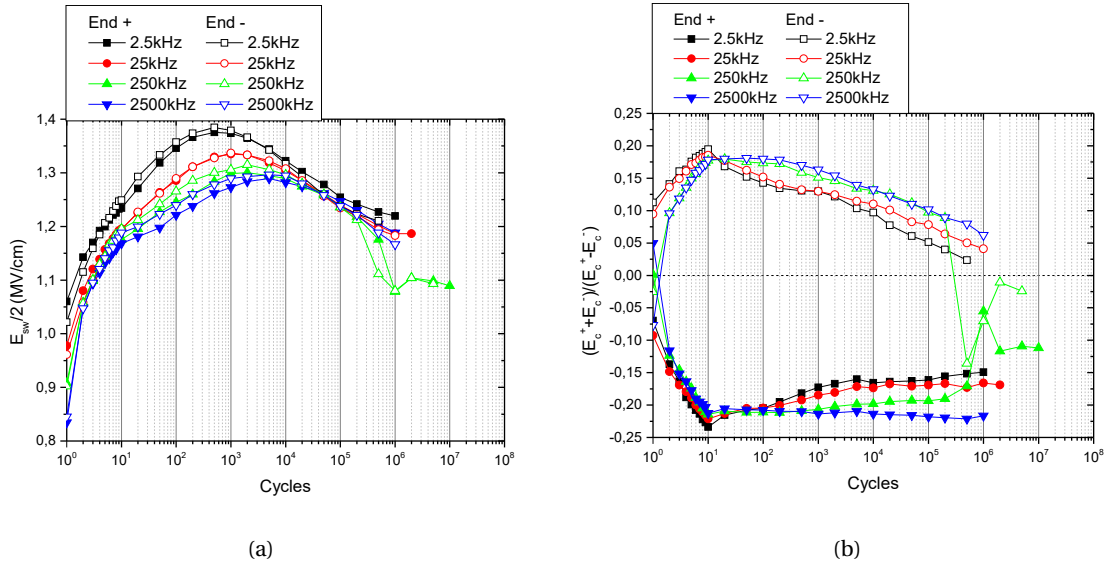 End + End -
2.5kHz 2.5kHz
25kHz 25kHz
250kHz 250kHz
2500kHz 2500kHz
1,4
1,3
1,2
1,1
1,0
0,9
0,8
E_sw/2 (MV/cm)
10^0 10^1 10^2 10^3 10^4 10^5 10^6 10^7 10^8
Cycles
(a)
End + End -
2.5kHz 2.5kHz
25kHz 25kHz
250kHz 250kHz
2500kHz 2500kHz
0,25
0,20
0,15
0,10
0,05
0,00
-0,05
-0,10
-0,15
-0,20
-0,25
(E_c^+ + E_c^-)/(E_c^+ - E_c^-)
10^0 10^1 10^2 10^3 10^4 10^5 10^6 10^7 10^8
Cycles
(b)